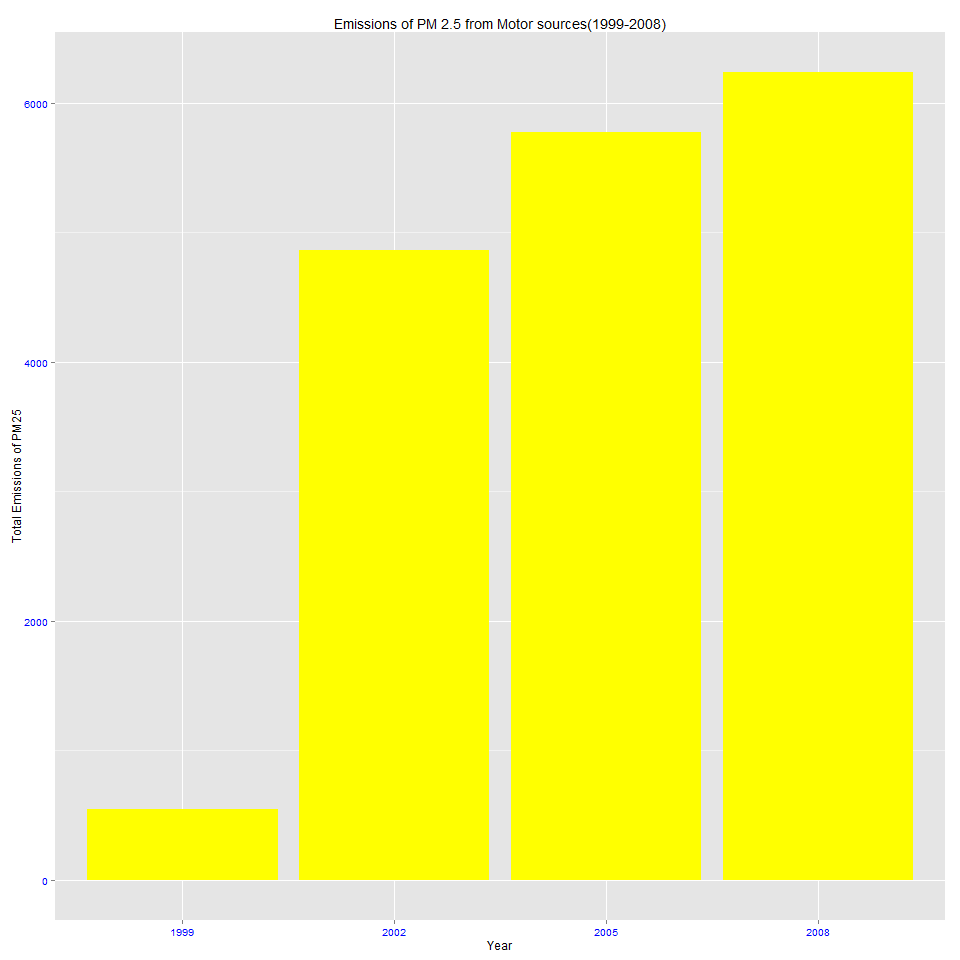 Emissions of PM 2.5 from Motor sources(1999-2008)
6000
4000
2000
0
Total Emissions of PM25
1999 2002 2005 2008
Year